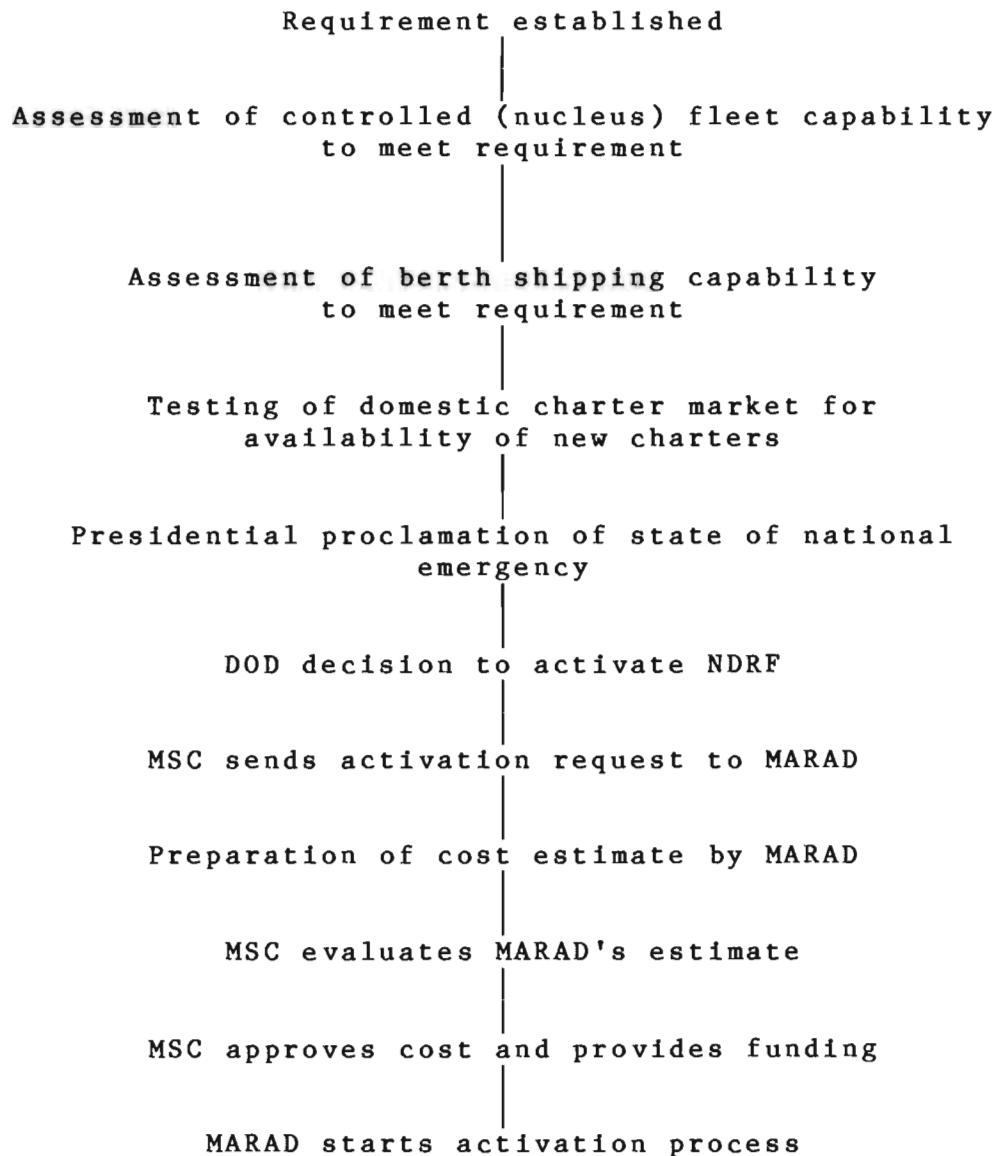 Requirement established
Assessment of controlled (nucleus) fleet capability
to meet requirement
Assessment of berth shipping capability
to meet requirement
Testing of domestic charter market for
availability of new charters
Presidential proclamation of state of national
emergency
DOD decision to activate NDRF
MSC sends activation request to MARAD
Preparation of cost estimate by MARAD
MSC evaluates MARAD's estimate
MSC approves cost and provides funding
MARAD starts activation process